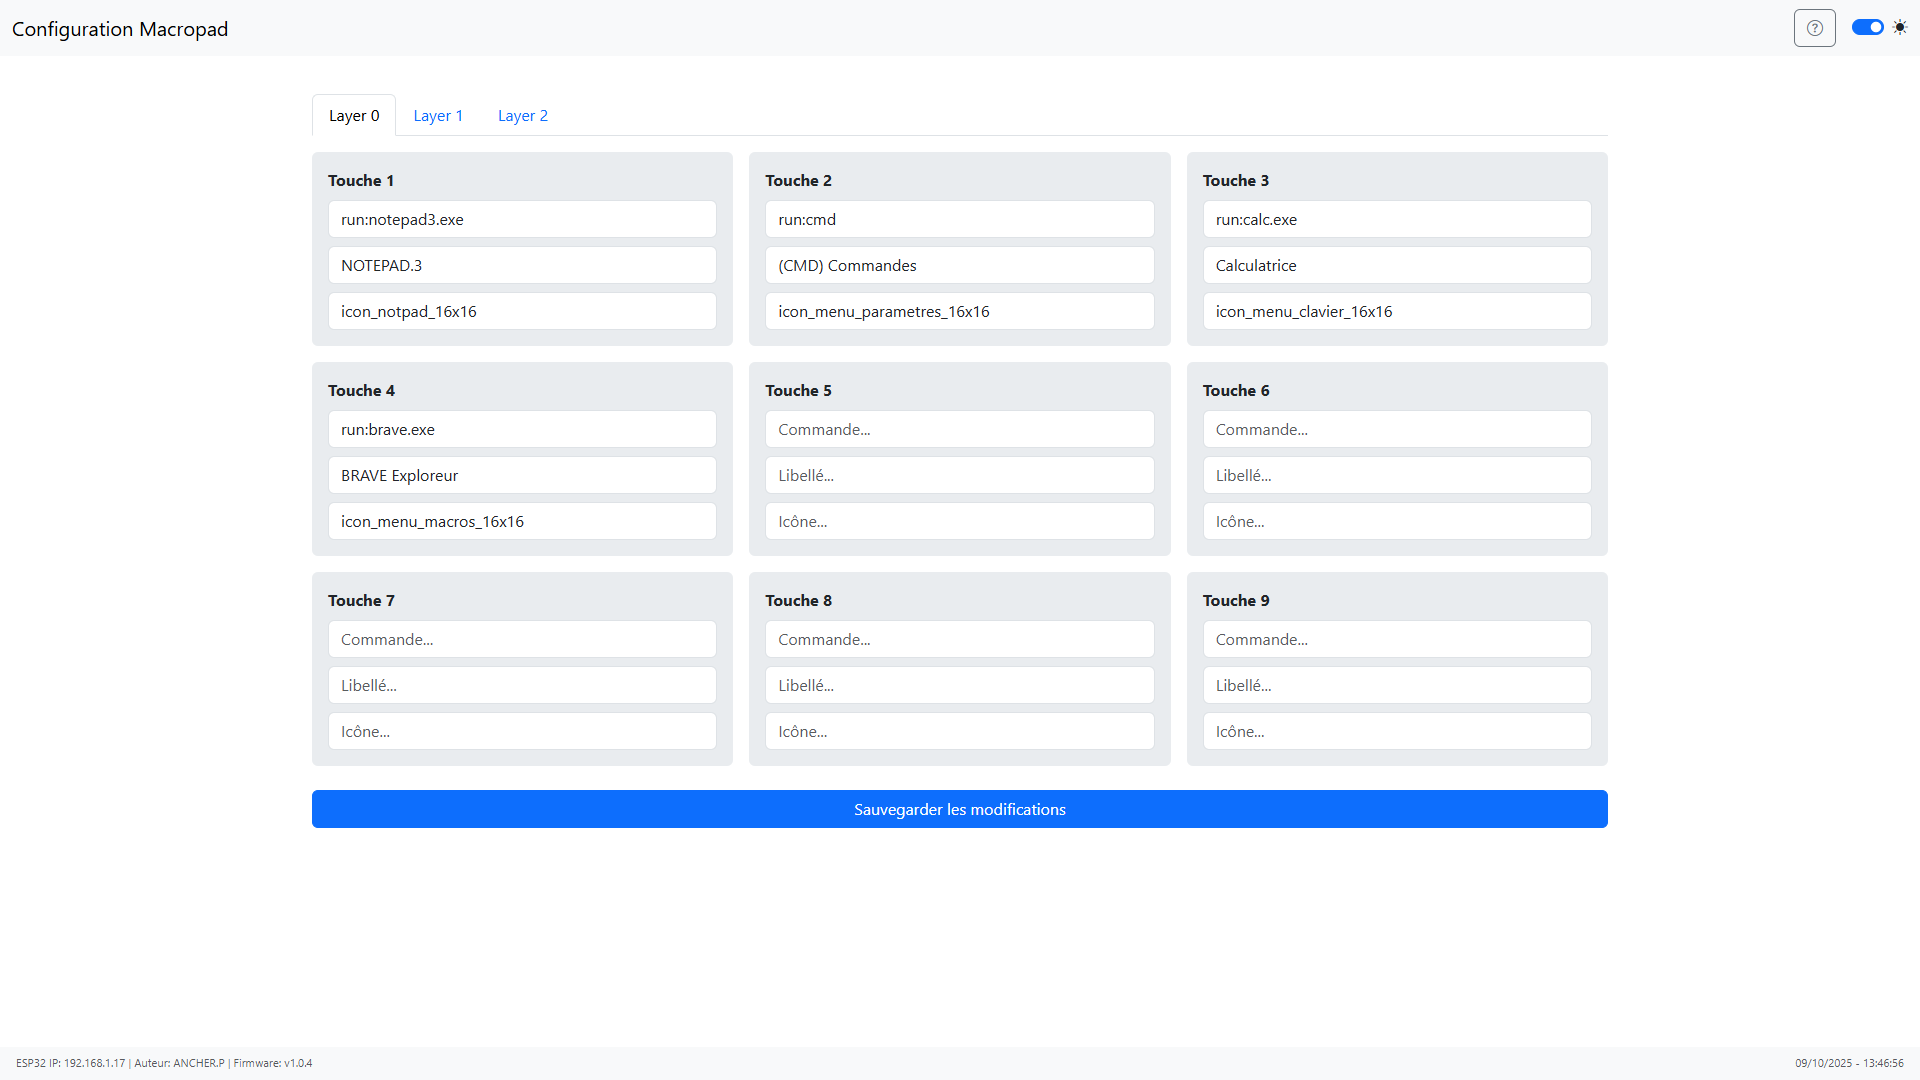 Configuration Macropad
Layer 0
Layer 1
Layer 2
Touche 1
run:notepad3.exe
NOTEPAD.3
icon_notpad_16x16
Touche 2
run:cmd
(CMD) Commandes
icon_menu_parametres_16x16
Touche 3
run:calc.exe
Calculatrice
icon_menu_clavier_16x16
Touche 4
run:brave.exe
BRAVE Exploreur
icon_menu_macros_16x16
Touche 5
Commande...
Libellé...
Icône...
Touche 6
Commande...
Libellé...
Icône...
Touche 7
Commande...
Libellé...
Icône...
Touche 8
Commande...
Libellé...
Icône...
Touche 9
Commande...
Libellé...
Icône...
Sauvegarder les modifications
ESP32 IP: 192.168.1.17 | Auteur: ANCHER.P | Firmware: v1.0.4
09/10/2025 - 13:46:56